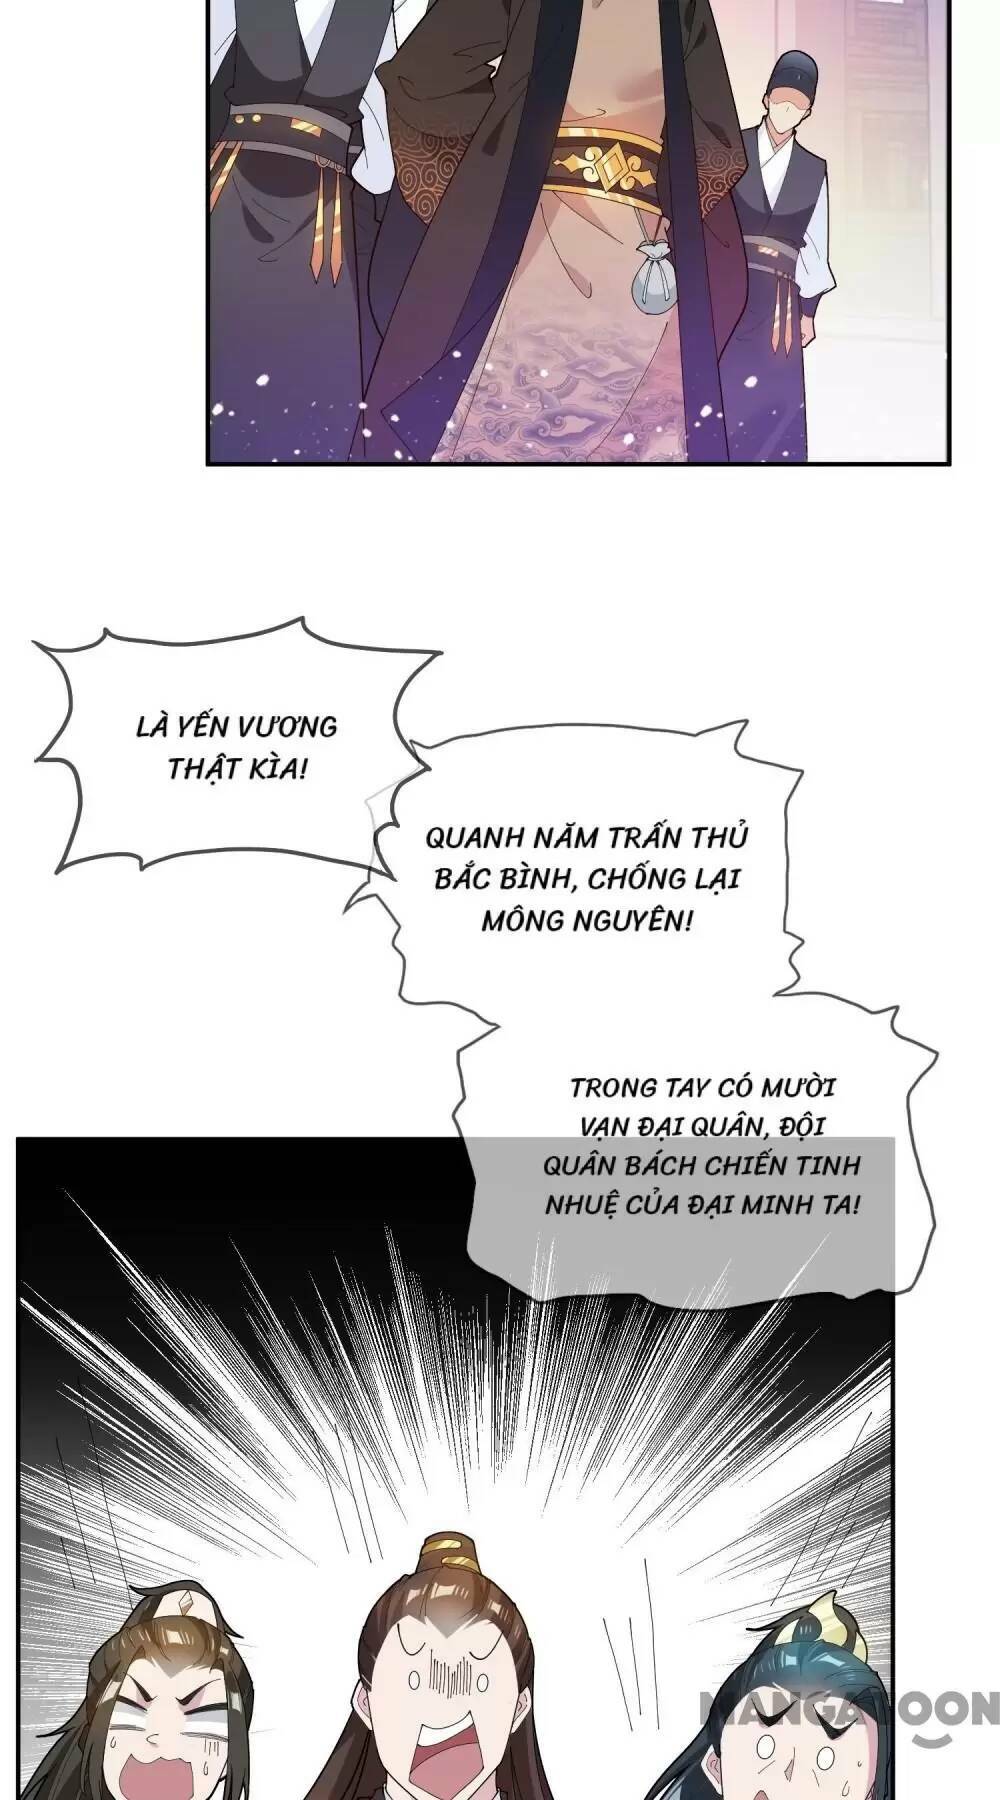 LÀ YẾN VƯƠNG
THẬT KÌA!
QUANH NĂM TRẤN THỦ
BẮC BÌNH, CHỐNG LẠI
MÔNG NGUYÊN!
TRONG TAY CÓ MƯỜI
VẠN ĐẠI QUÂN, ĐỘI
QUÂN BÁCH CHIẾN TINH
NHUỆ CỦA ĐẠI MINH TA!
MANGATOON